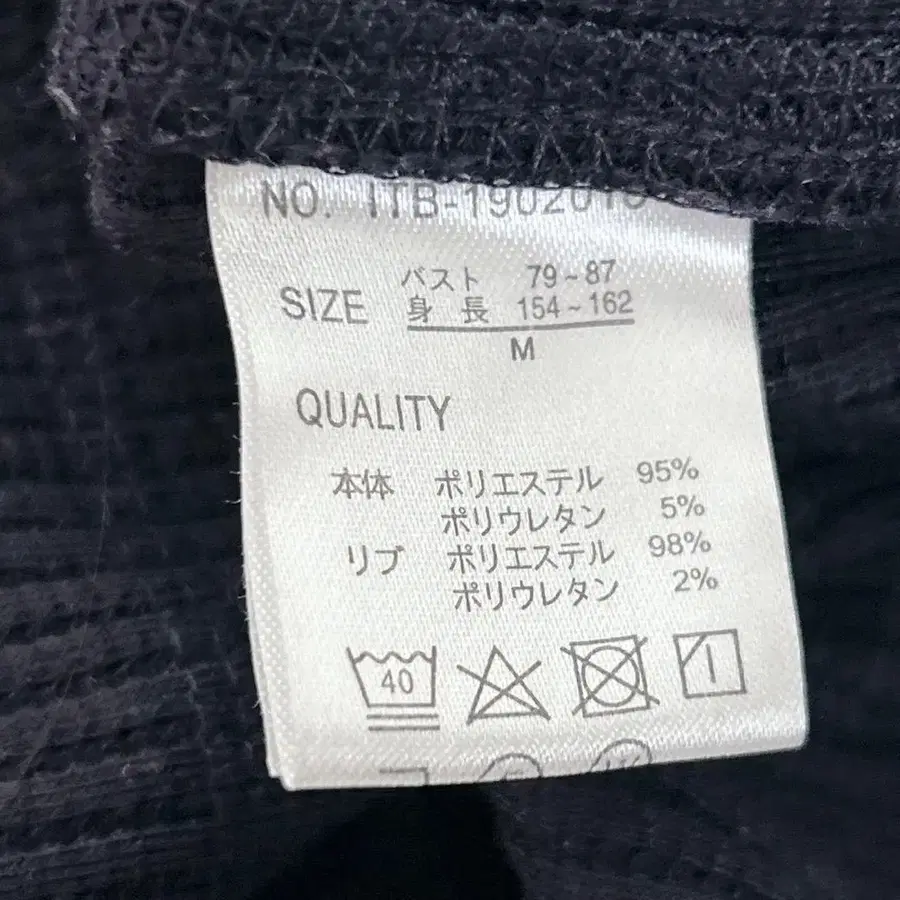 NO. ITB-1902010
SIZE バスト 79~87
身 長 154~162
M
QUALITY
本体 ポリエステル 95%
ポリウレタン 5%
リブ ポリエステル 98%
ポリウレタン 2%
40